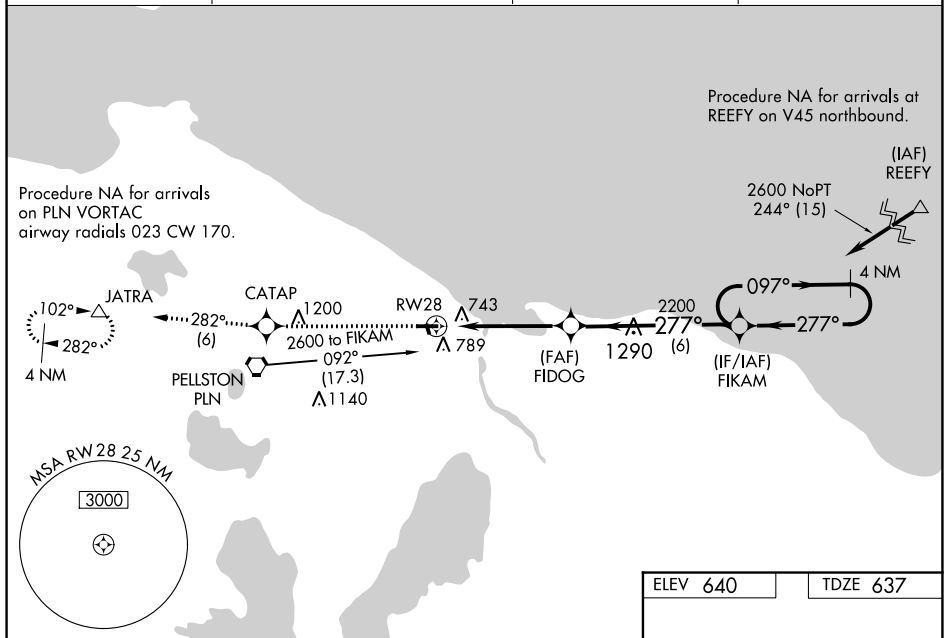 Procedure NA for arrivals at
REEFY on V45 northbound.
(IAF)
REEFY
2600 NoPT
244° (15)
Procedure NA for arrivals
on PLN VORTAC
airway radials 023 CW 170.
4 NM
097°
JATRA
102°
282°
4 NM
CATAP
1200
RW28
743
789
2200
277°
(6)
277°
282°
(6)
2600 to FIKAM
092°
(17.3)
1140
PELLSTON
PLN
(FAF)
FIDOG
1290
(IF/IAF)
FIKAM
MSA RW28 25 NM
3000
ELEV 640
TDZE 637